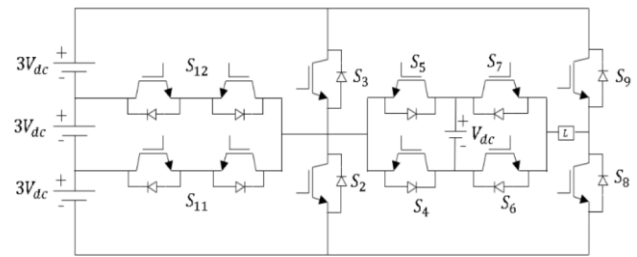 3V_dc
+
-
S_12
S_3
S_5
S_7
S_9
3V_dc
+
-
+
-
V_dc
L
3V_dc
+
-
S_11
S_2
S_4
S_6
S_8